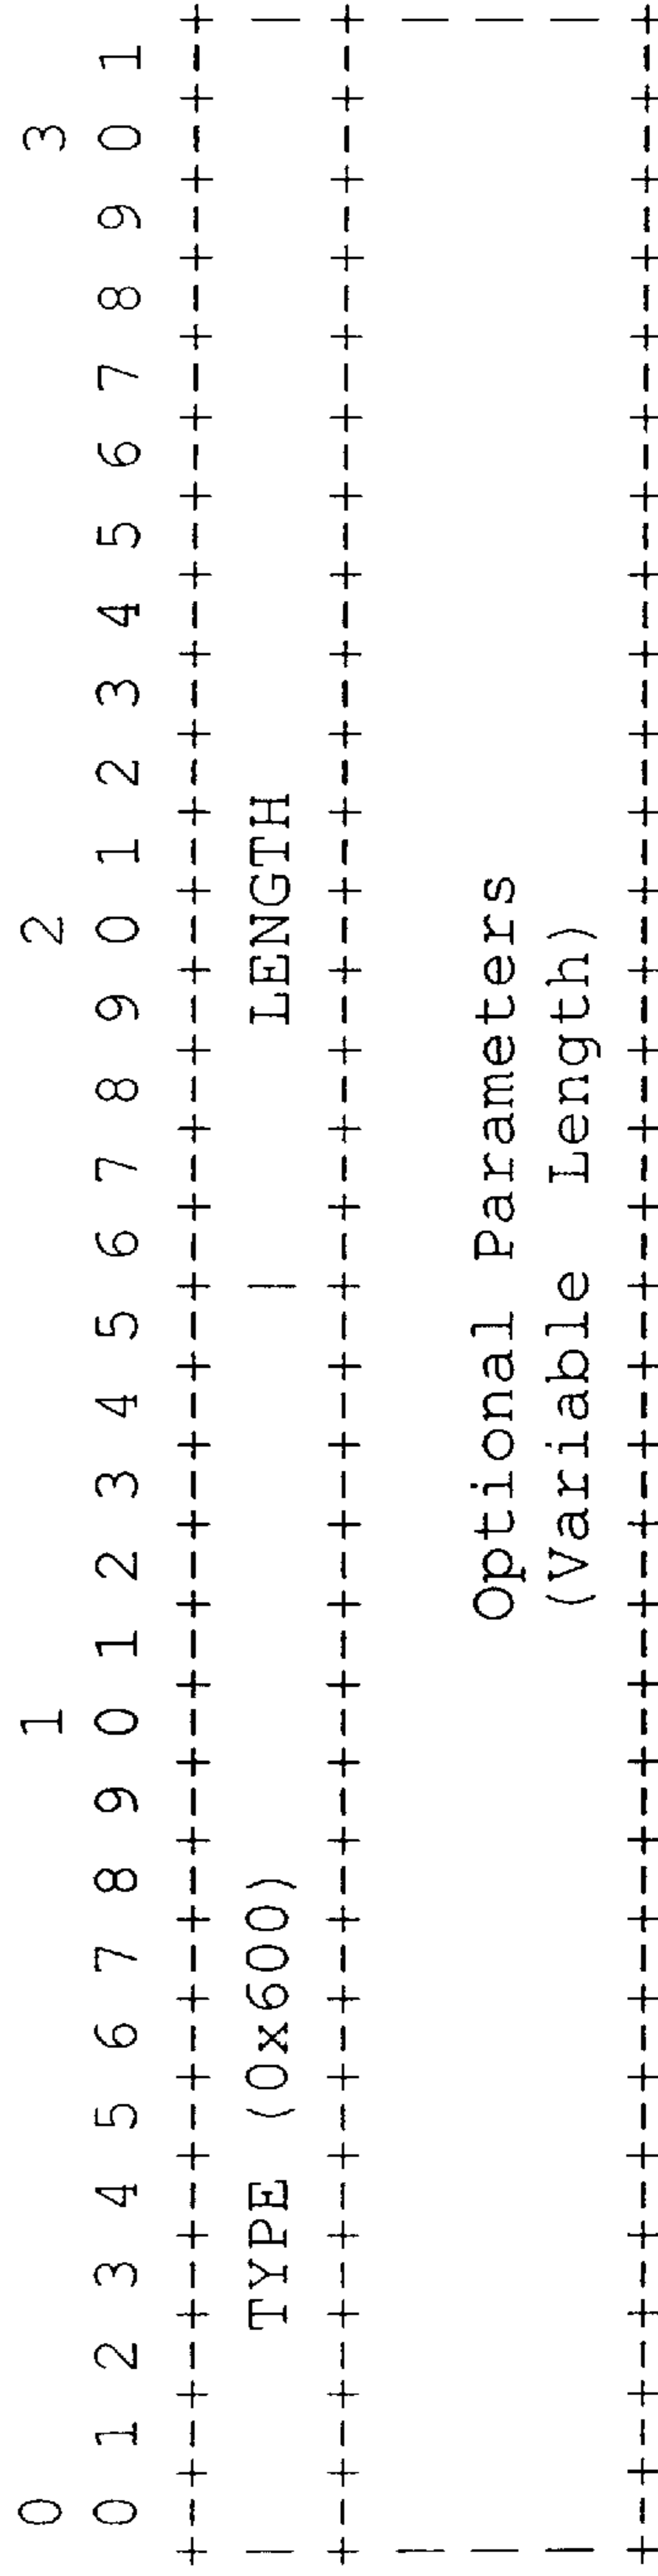 0                   1                   2                   3
 0 1 2 3 4 5 6 7 8 9 0 1 2 3 4 5 6 7 8 9 0 1 2 3 4 5 6 7 8 9 0 1
+-+-+-+-+-+-+-+-+-+-+-+-+-+-+-+-+-+-+-+-+-+-+-+-+-+-+-+-+-+-+-+-+
|     TYPE (0x600)              |      LENGTH                   |
+-+-+-+-+-+-+-+-+-+-+-+-+-+-+-+-+-+-+-+-+-+-+-+-+-+-+-+-+-+-+-+-+
|                                                               |
|                       Optional Parameters                     |
|                       (Variable  Length)                      |
+-+-+-+-+-+-+-+-+-+-+-+-+-+-+-+-+-+-+-+-+-+-+-+-+-+-+-+-+-+-+-+-+